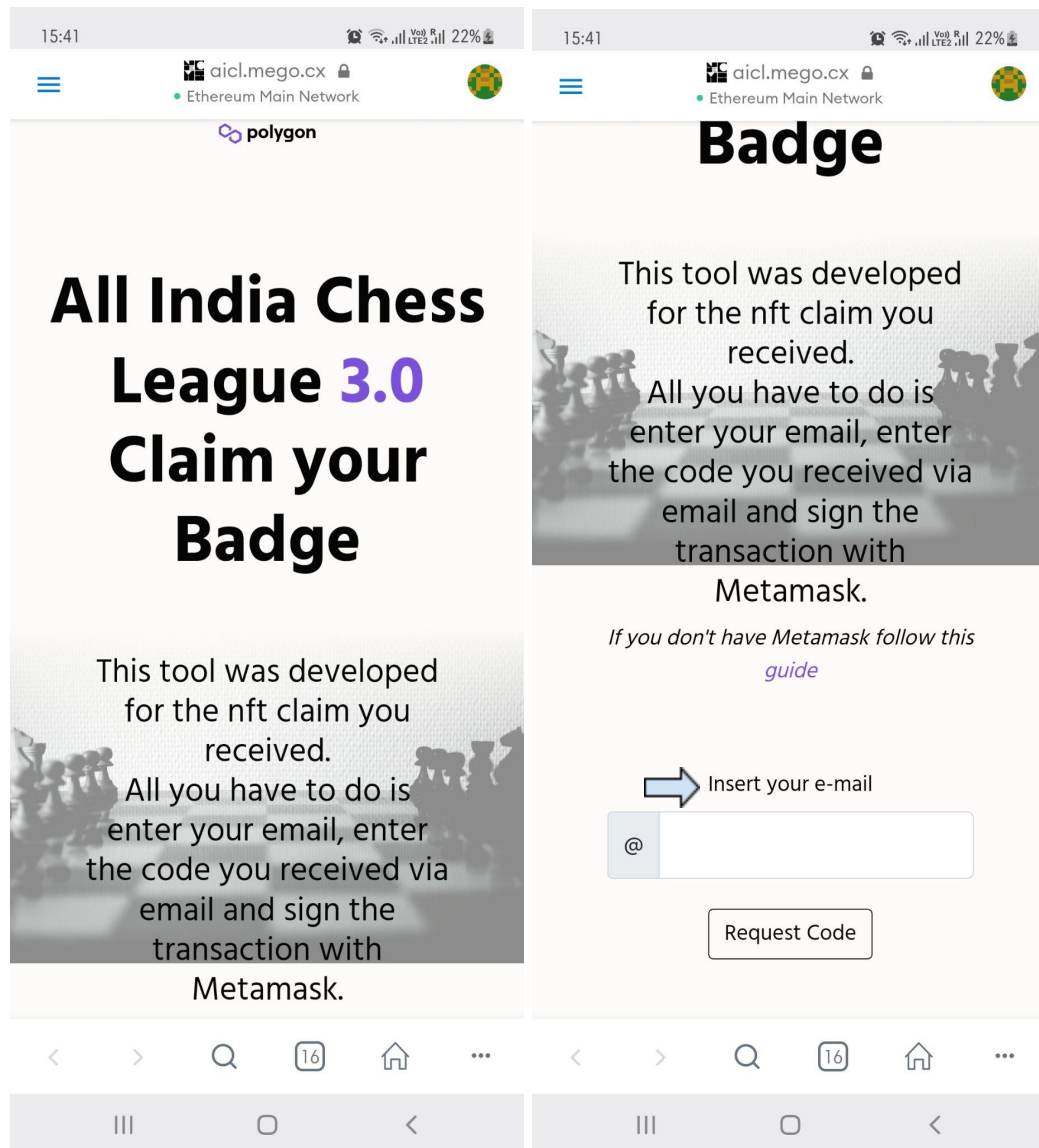 15:41
Vo)) R
LTE2 22%
aicl.mego.cx
Ethereum Main Network
polygon
All India Chess
League 3.0
Claim your
Badge
This tool was developed
for the nft claim you
received.
All you have to do is
enter your email, enter
the code you received via
email and sign the
transaction with
Metamask.
16
15:41
Vo)) R
LTE2 22%
aicl.mego.cx
Ethereum Main Network
Badge
This tool was developed
for the nft claim you
received.
All you have to do is
enter your email, enter
the code you received via
email and sign the
transaction with
Metamask.
If you don't have Metamask follow this
guide
Insert your e-mail
@
Request Code
16